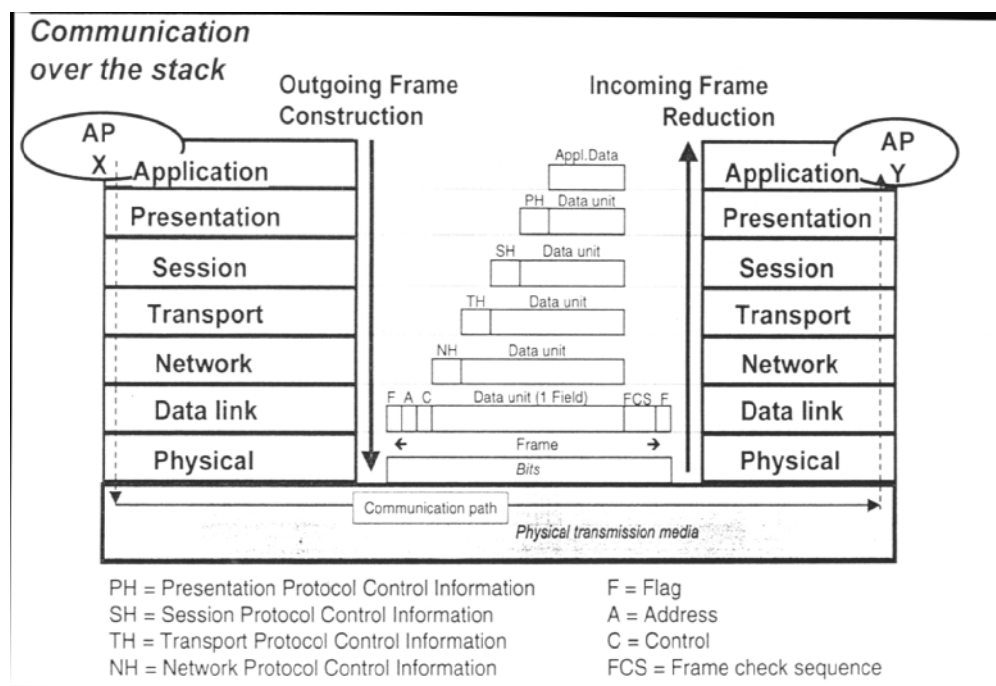 Communication
over the stack
Outgoing Frame
Construction
Incoming Frame
Reduction
AP
X
AP
Y
Application
Appl.Data
Application
Presentation
PH Data unit
Presentation
Session
SH Data unit
Session
Transport
TH Data unit
Transport
Network
NH Data unit
Network
Data link
F A C Data unit (1 Field) FCS F
Data link
Physical
Frame
Bits
Physical
Communication path
Physical transmission media
PH = Presentation Protocol Control Information
SH = Session Protocol Control Information
TH = Transport Protocol Control Information
NH = Network Protocol Control Information
F = Flag
A = Address
C = Control
FCS = Frame check sequence